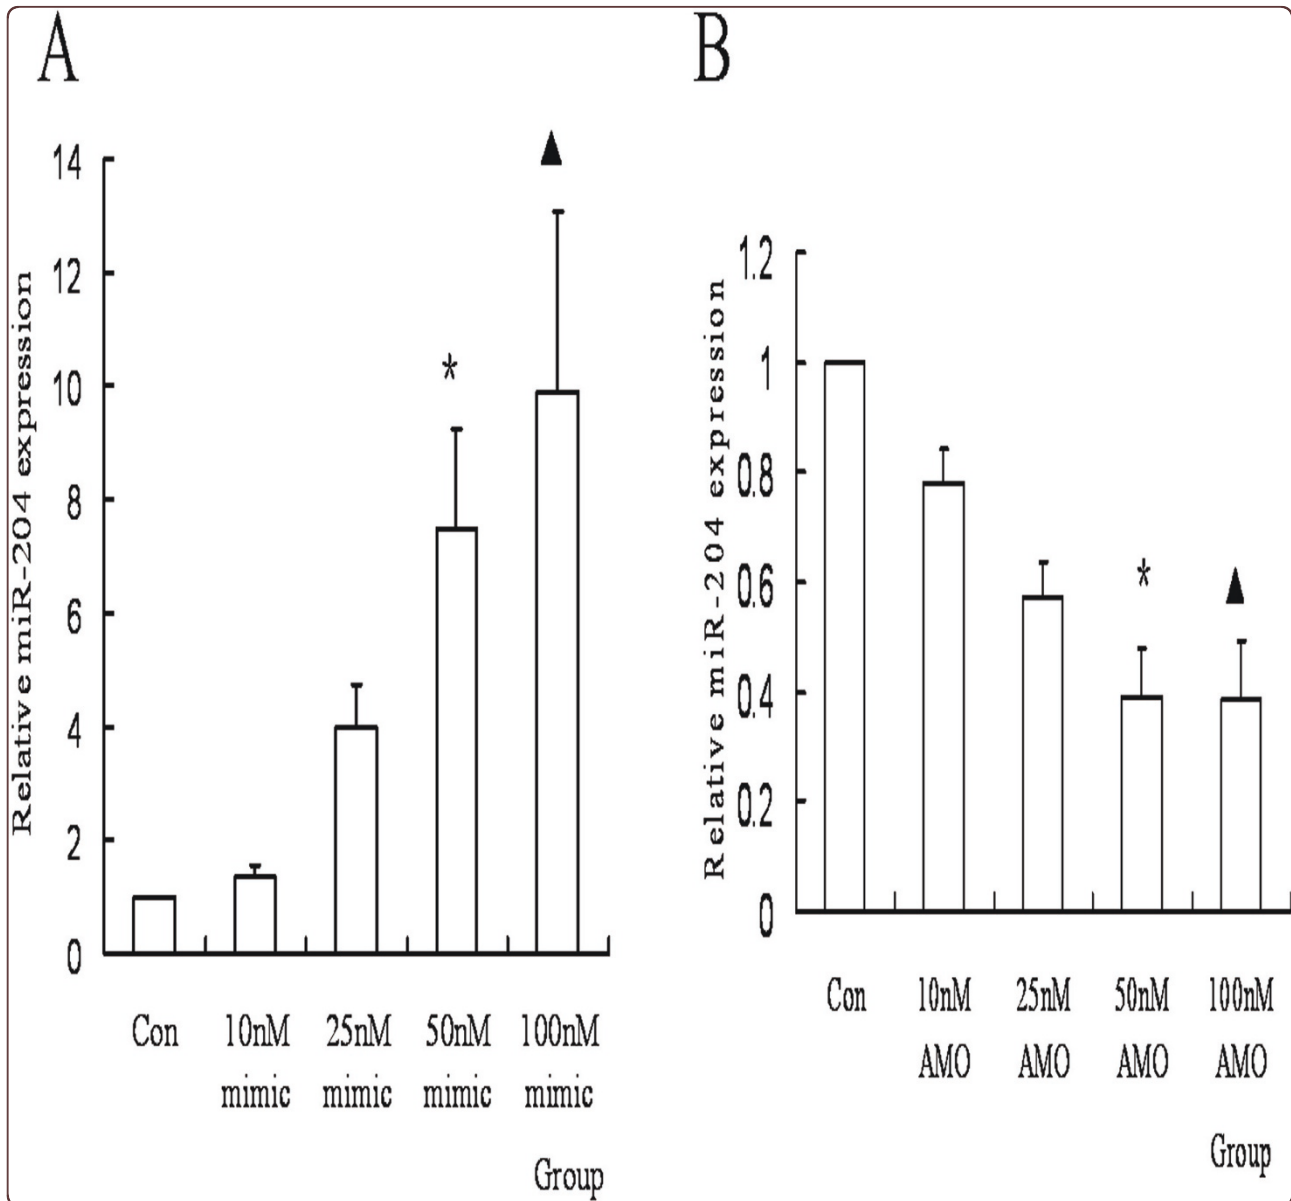 A
Relative miR-204 expression
14
12
10
8
6
4
2
0
*
▲
Con
10nM
mimic
25nM
mimic
50nM
mimic
100nM
mimic
Group
B
Relative miR-204 expression
1.2
1
0.8
0.6
0.4
0.2
0
*
▲
Con
10nM
AMO
25nM
AMO
50nM
AMO
100nM
AMO
Group